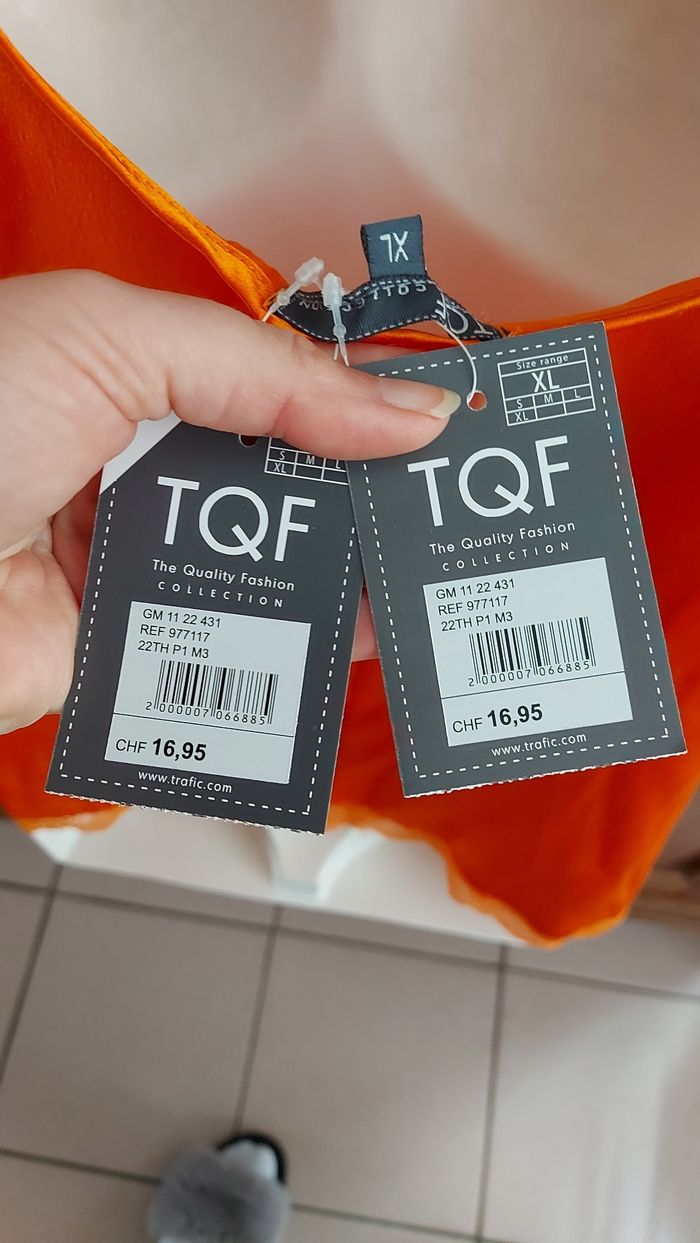 XL
Size range
XL
S M L
XL
TQF
The Quality Fashion
COLLECTION
GM 11 22 431
REF 977117
22TH P1 M3
2 000007 066885
CHF 16,95
www.trafic.com
S M L
XL
TQF
The Quality Fashion
COLLECTION
GM 11 22 431
REF 977117
22TH P1 M3
2 000007 066885
CHF 16,95
www.trafic.com